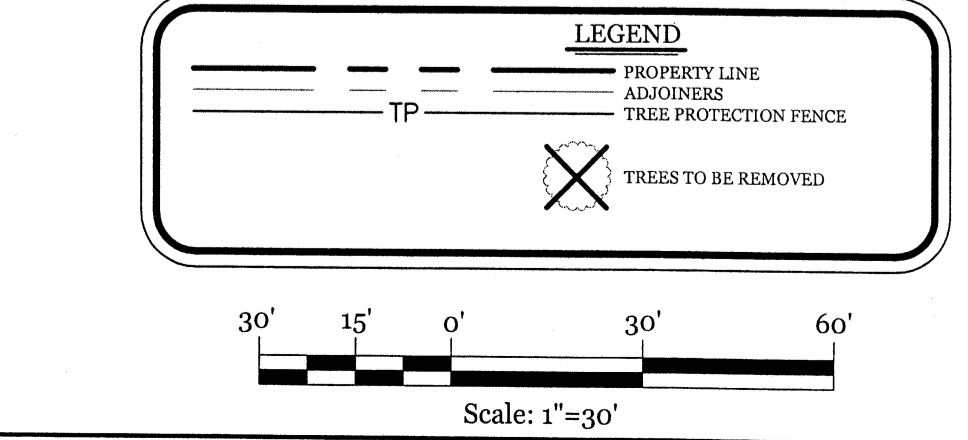 LEGEND
PROPERTY LINE
ADJOINERS
TP
TREE PROTECTION FENCE
TREES TO BE REMOVED
30' 15' 0' 30' 60'
Scale: 1"=30'